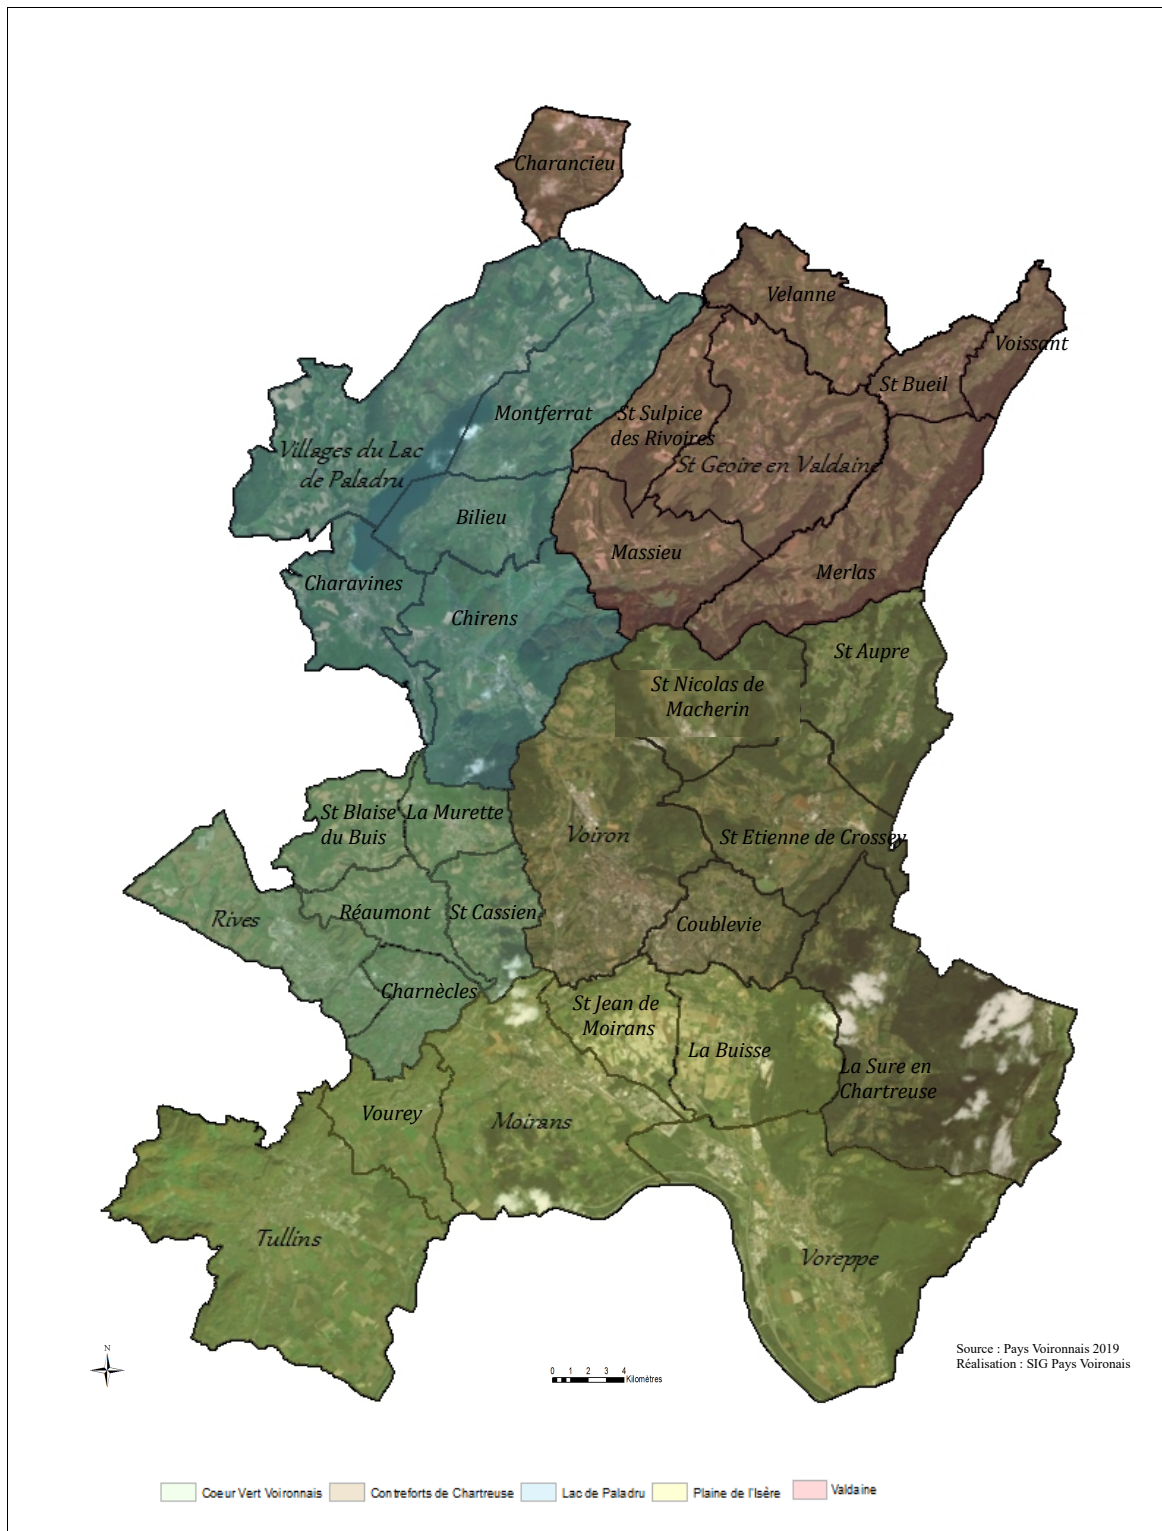 Charancieu
Velanne
Voissant
St Bueil
Montferrat
St Sulpice
des Rivoires
St Geoire en Valdaine
Villages du Lac
de Paladru
Bilieu
Massieu
Merlas
Charavines
Chirens
St Aupre
St Nicolas de
Macherin
St Blaise
du Buis
La Murette
Voiron
St Etienne de Crossey
Rives
Réaumont
St Cassien
Coublevie
Charnècles
St Jean de
Moirans
La Buisse
La Sure en
Chartreuse
Vourey
Moirans
Tullins
Voreppe
N
0 1 2 3 4
Kilomètres
Source : Pays Voironnais 2019
Réalisation : SIG Pays Voironais
Coeur Vert Voironnais
Contreforts de Chartreuse
Lac de Paladru
Plaine de l'Isère
Valdaine